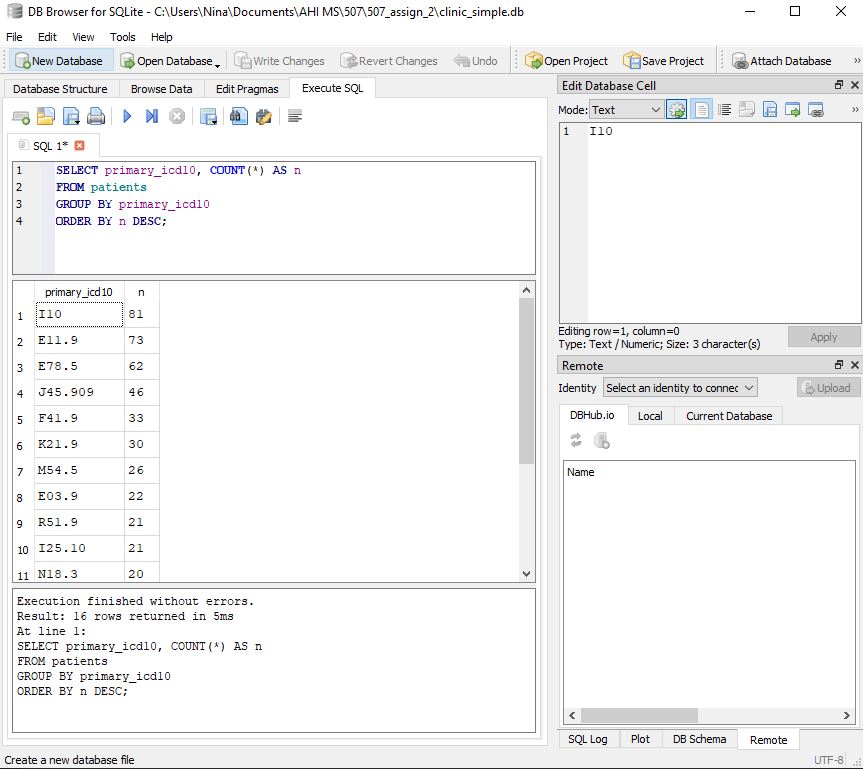 DB Browser for SQLite - C:\Users\Nina\Documents\AHI MS\507\507_assign_2\clinic_simple.db
File Edit View Tools Help
New Database Open Database Write Changes Revert Changes Undo Open Project Save Project Attach Database »
Database Structure Browse Data Edit Pragmas Execute SQL
SQL 1*
1 SELECT primary_icd10, COUNT(*) AS n
2 FROM patients
3 GROUP BY primary_icd10
4 ORDER BY n DESC;
primary_icd10 n
1 I10 81
2 E11.9 73
3 E78.5 62
4 J45.909 46
5 F41.9 33
6 K21.9 30
7 M54.5 26
8 E03.9 22
9 R51.9 21
10 I25.10 21
11 N18.3 20
Execution finished without errors.
Result: 16 rows returned in 5ms
At line 1:
SELECT primary_icd10, COUNT(*) AS n
FROM patients
GROUP BY primary_icd10
ORDER BY n DESC;
Edit Database Cell
Mode: Text »
1 I10
Editing row=1, column=0
Type: Text / Numeric; Size: 3 character(s)
Apply
Remote
Identity Select an identity to connec Upload
DBHub.io Local Current Database
Name
SQL Log Plot DB Schema Remote
Create a new database file
UTF-8